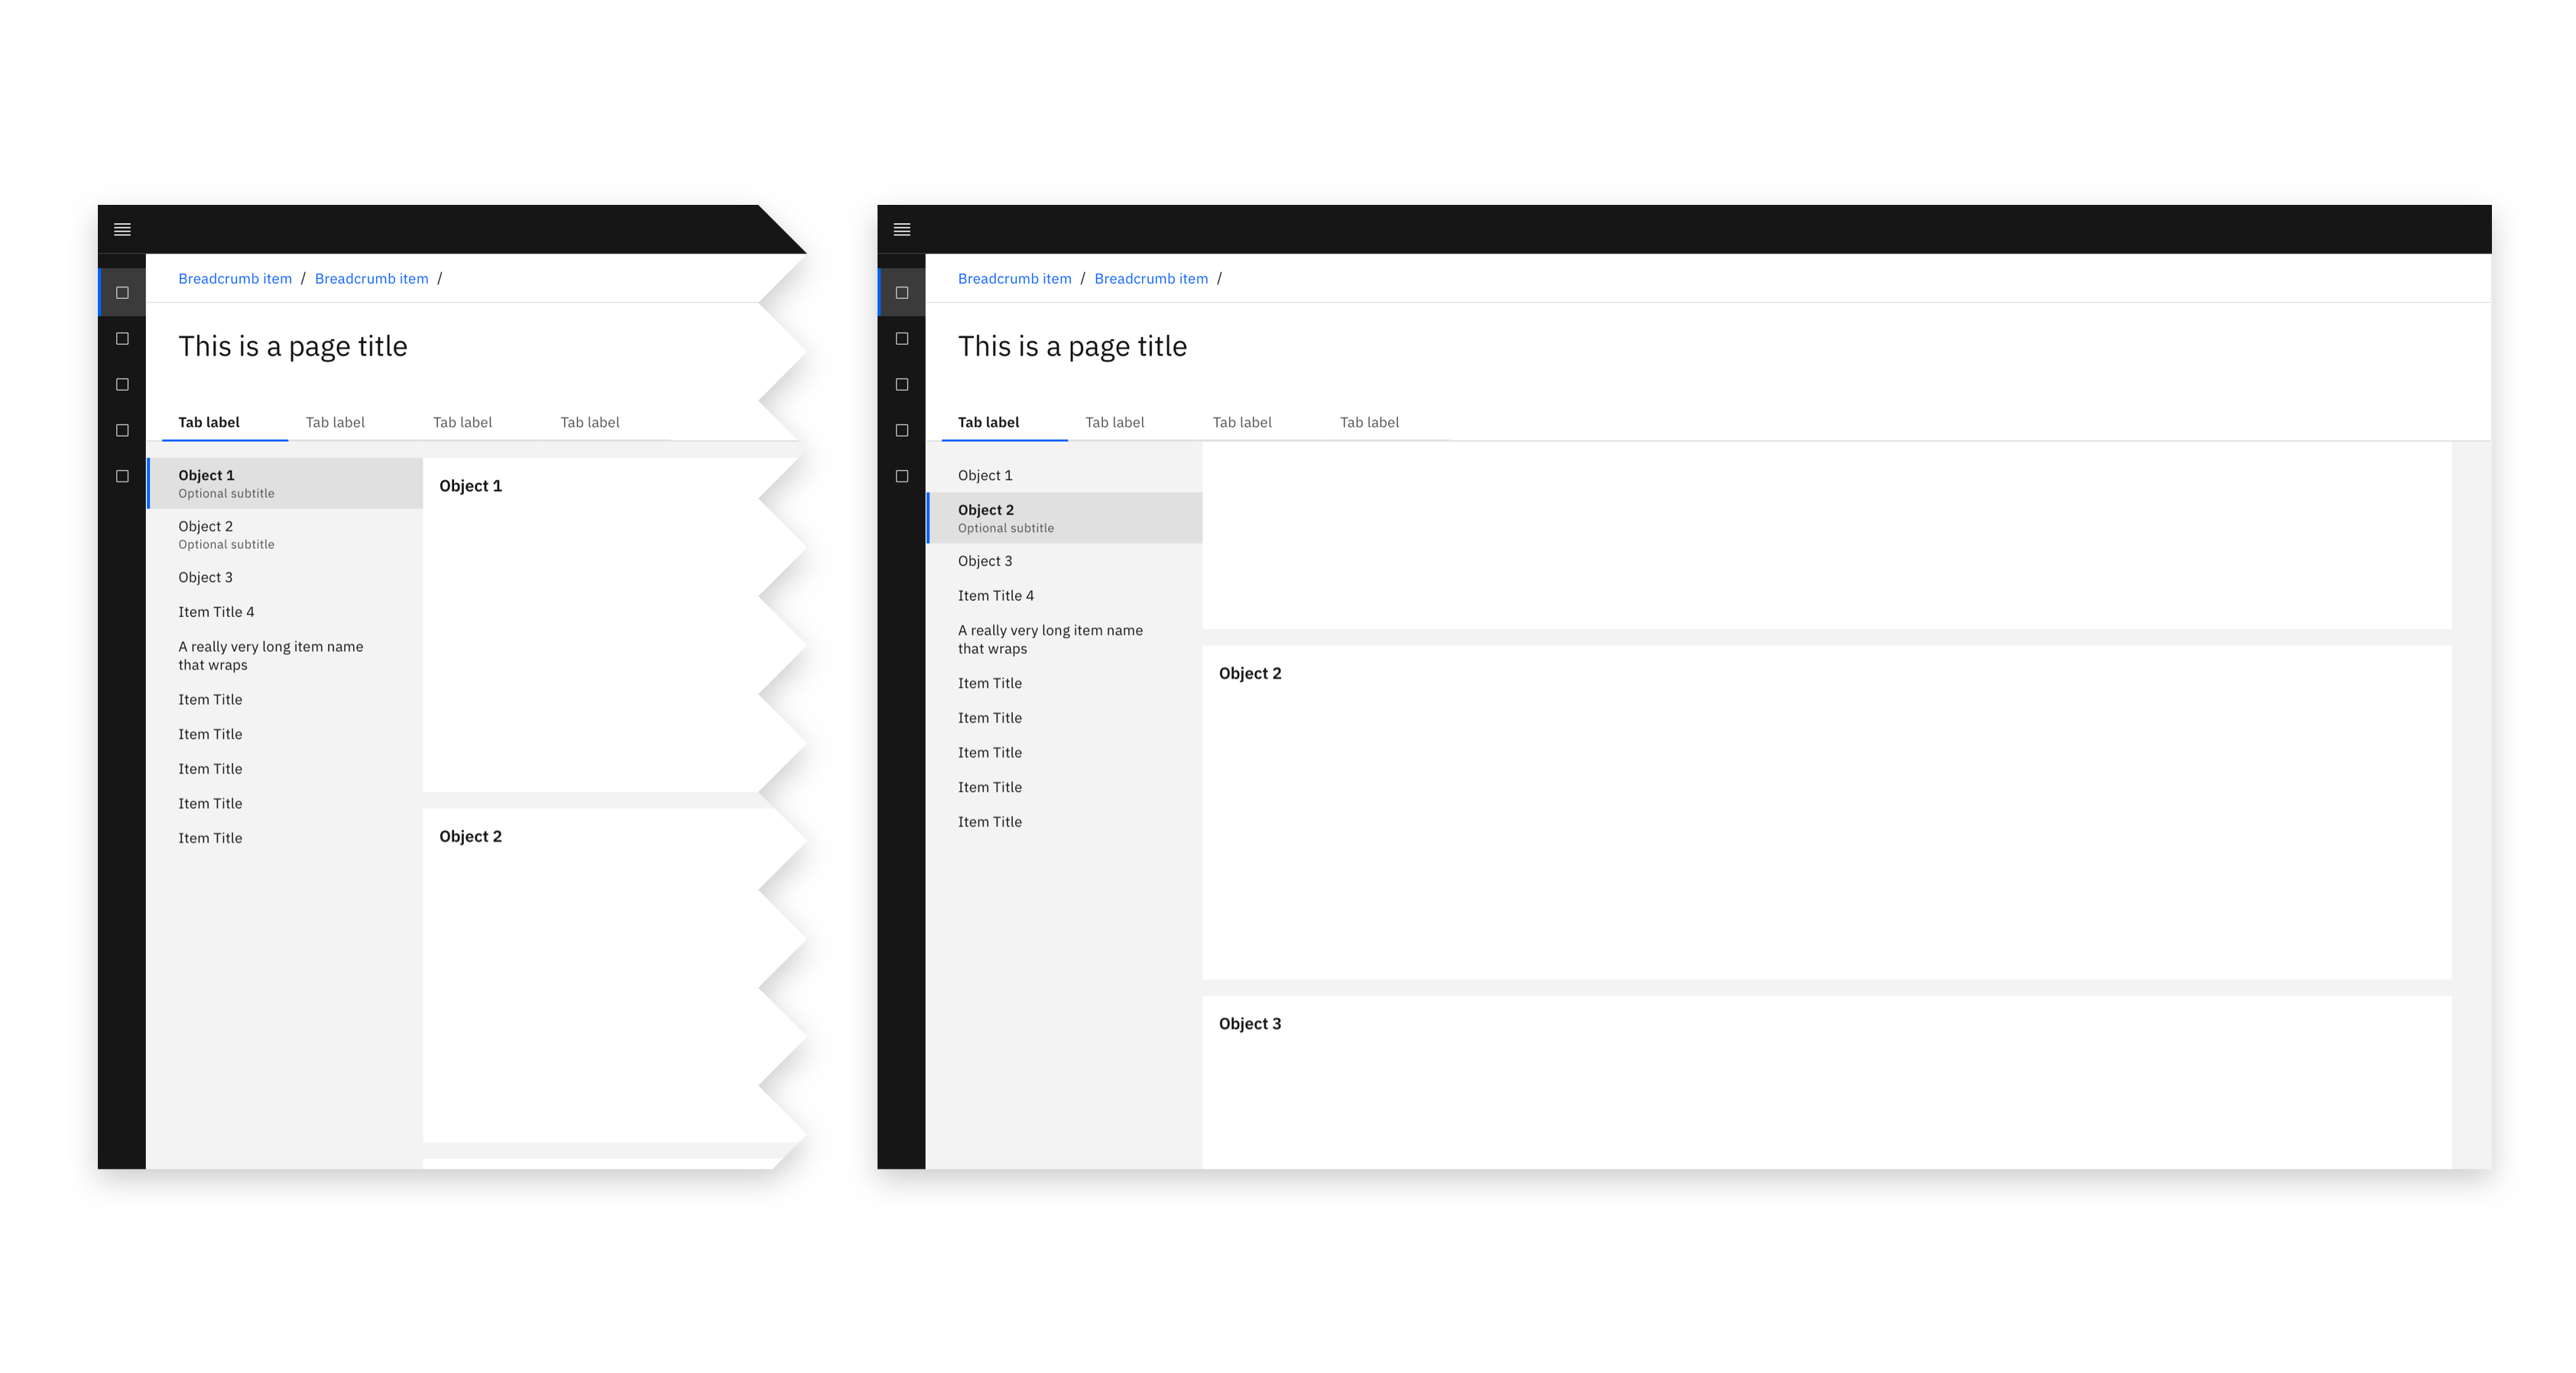 Breadcrumb item / Breadcrumb item /
This is a page title
Tab label Tab label Tab label Tab label
Object 1
Optional subtitle
Object 2
Optional subtitle
Object 3
Item Title 4
A really very long item name
that wraps
Item Title
Item Title
Item Title
Item Title
Item Title
Object 1
Object 2
Breadcrumb item / Breadcrumb item /
This is a page title
Tab label Tab label Tab label Tab label
Object 1
Object 2
Optional subtitle
Object 3
Item Title 4
A really very long item name
that wraps
Item Title
Item Title
Item Title
Item Title
Item Title
Object 2
Object 3